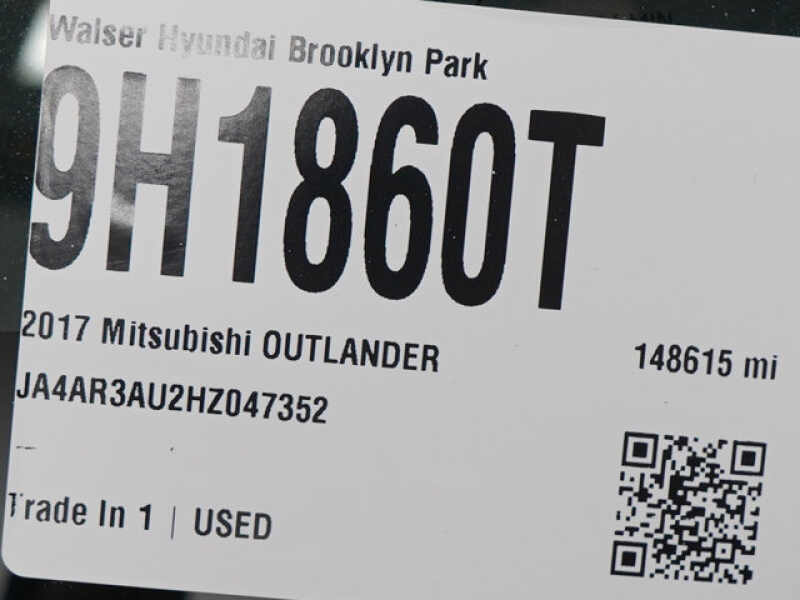 Walser Hyundai Brooklyn Park
9H1860T
2017 Mitsubishi OUTLANDER
148615 mi
JA4AR3AU2HZ047352
Trade In 1 | USED